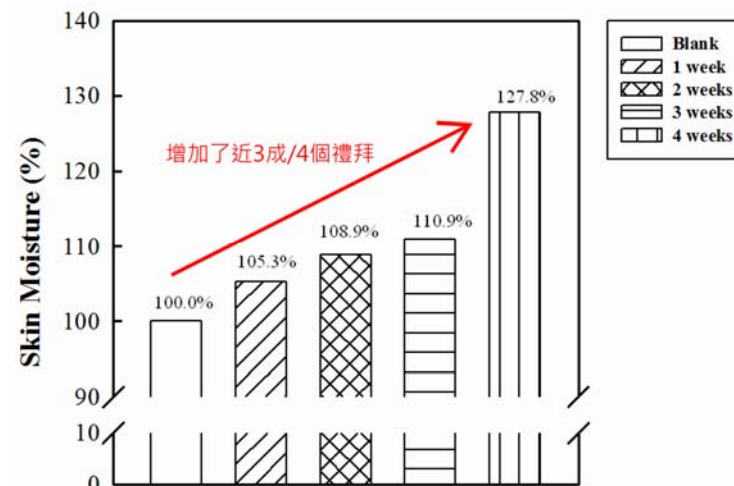 140
130
120
110
100
90
10
0
Skin Moisture (%)
增加了近3成/4個禮拜
100.0%
105.3%
108.9%
110.9%
127.8%
Blank
1 week
2 weeks
3 weeks
4 weeks